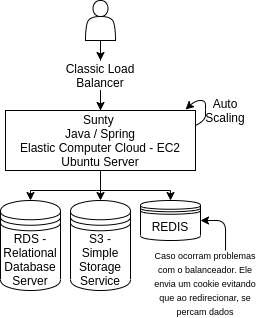 Classic Load
Balancer
Auto
Scaling
Sunty
Java / Spring
Elastic Computer Cloud - EC2
Ubuntu Server
RDS -
Relational
Database
Server
S3 -
Simple
Storage
Service
REDIS
Caso ocorram problemas
com o balanceador. Ele
envia um cookie evitando
que ao redirecionar, se
percam dados